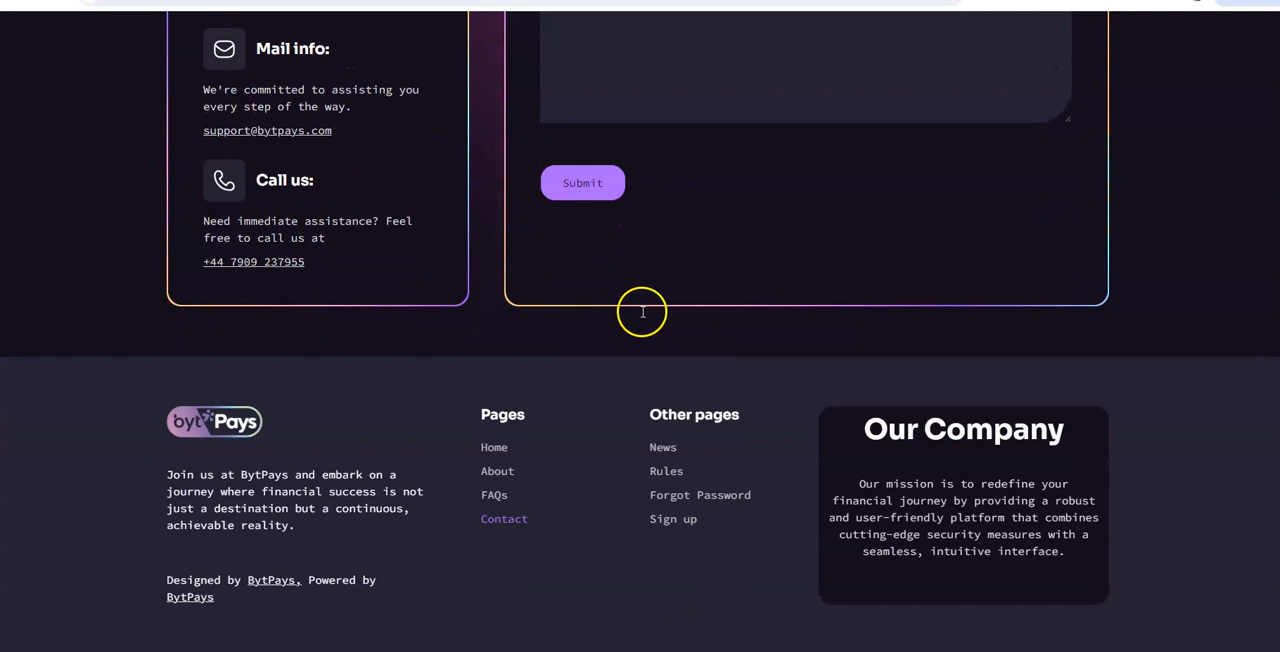 Mail info:
We're committed to assisting you
every step of the way.
support@bytpays.com
Call us:
Need immediate assistance? Feel
free to call us at
+44 7909 237955
Submit
bytPays
Join us at BytPays and embark on a
journey where financial success is not
just a destination but a continuous,
achievable reality.
Designed by BytPays, Powered by
BytPays
Pages
Home
About
FAQs
Contact
Other pages
News
Rules
Forgot Password
Sign up
Our Company
Our mission is to redefine your
financial journey by providing a robust
and user-friendly platform that combines
cutting-edge security measures with a
seamless, intuitive interface.